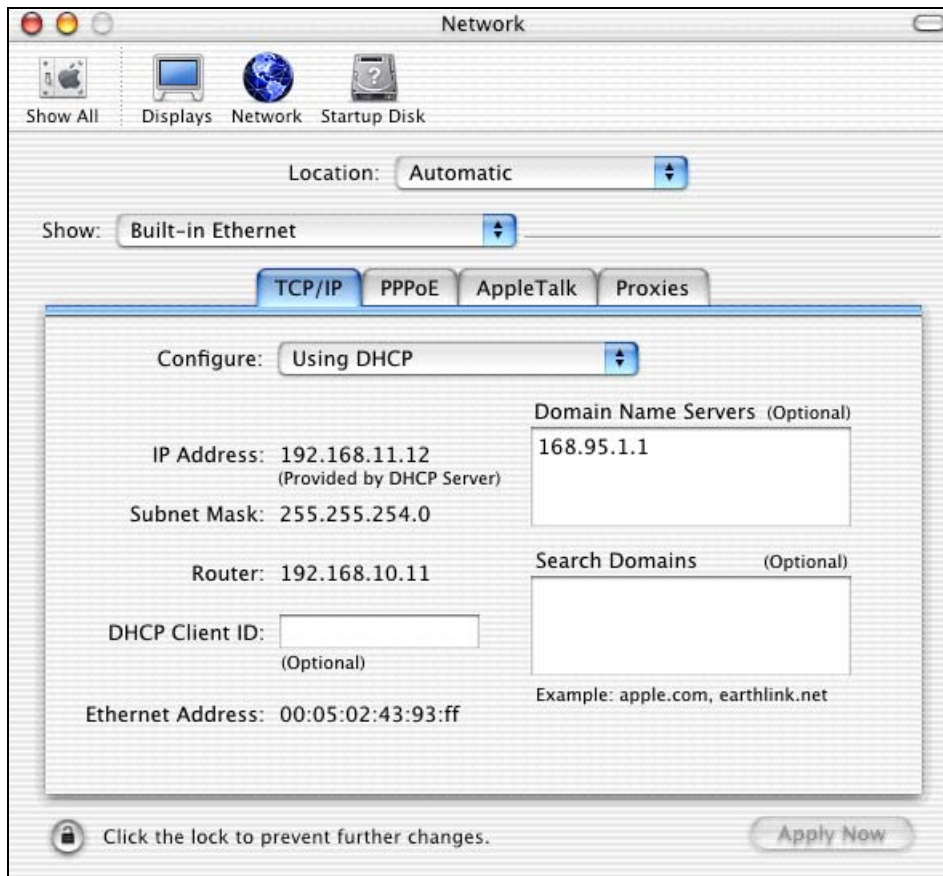 Network
Show All Displays Network Startup Disk
Location: Automatic
Show: Built-in Ethernet
TCP/IP PPPoE AppleTalk Proxies
Configure: Using DHCP
Domain Name Servers (Optional)
168.95.1.1
IP Address: 192.168.11.12
(Provided by DHCP Server)
Subnet Mask: 255.255.254.0
Router: 192.168.10.11
Search Domains (Optional)
DHCP Client ID:
(Optional)
Example: apple.com, earthlink.net
Ethernet Address: 00:05:02:43:93:ff
Click the lock to prevent further changes.
Apply Now